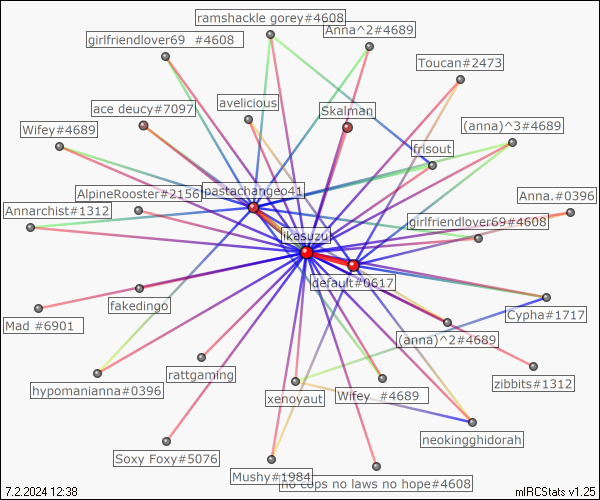 ramshackle gorey#4608
Anna^2#4689
girlfriendlover69 #4608
Toucan#2473
avelicious
ace deucy#7097
Skalman
Wifey#4689
(anna)^3#4689
frisout
AlpineRooster#2156
pastachangeo41
Anna.#0396
Annarchist#1312
girlfriendlover69#4608
ikasuzu
default#0617
fakedingo
Cypha#1717
Mad #6901
(anna)^2#4689
rattgaming
zibbits#1312
hypomanianna#0396
xenovaut
Wifey #4689
neokingghidorah
Soxy Foxy#5076
Mushy#1984
no cops no laws no hope#4608
7.2.2024 12:38
mIRCStats v1.25